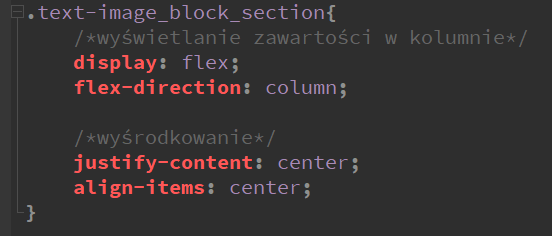 .text-image_block_section{
/*wyświetlanie zawartości w kolumnie*/
display: flex;
flex-direction: column;
/*wyśrodkowanie*/
justify-content: center;
align-items: center;
}